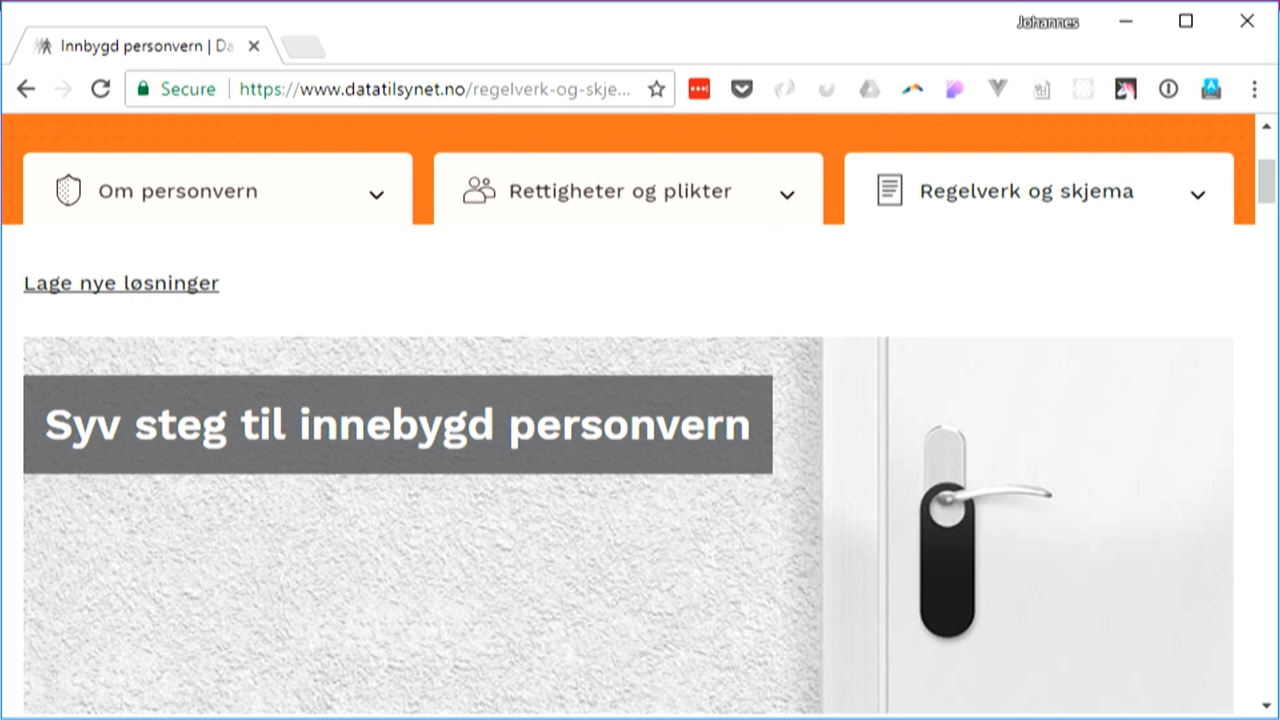 Johannes
Innbygd personvern | Da
Secure https://www.datatilsynet.no/regelverk-og-skje...
Om personvern
Rettigheter og plikter
Regelverk og skjema
Lage nye løsninger
Syv steg til innebygd personvern